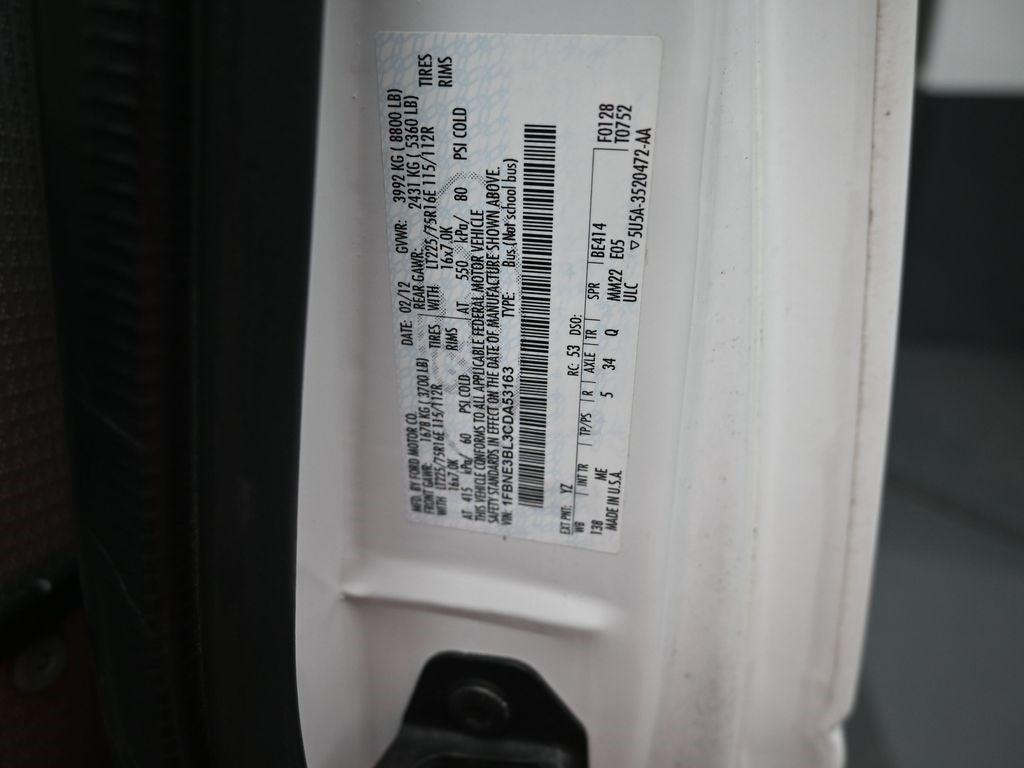 MFD. BY FORD MOTOR CO. DATE: 02/12 GVWR: 3992 KG ( 8800 LB)
FRONT GAWR: 1678 KG ( 3700 LB) REAR GAWR: 2431 KG ( 5360 LB)
WITH LT225/75R16E 115/112R TIRES WITH LT225/75R16E 115/112R TIRES
16x7.0K RIMS 16x7.0K RIMS
AT 415 kPa/ 60 PSI COLD AT 550 kPa/ 80 PSI COLD
THIS VEHICLE CONFORMS TO ALL APPLICABLE FEDERAL MOTOR VEHICLE
SAFETY STANDARDS IN EFFECT ON THE DATE OF MANUFACTURE SHOWN ABOVE.
VIN: 1FBNE3BL3CDA53163 TYPE: Bus (Not school bus)
EXT PNT: YZ RC: 53 DSO: F0128
WB INT TR TP/PS R AXLE TR SPR BE414 T0752
138 ME 5 34 Q MM22 E05
MADE IN U.S.A. ULC ▽5U5A-3520472-AA